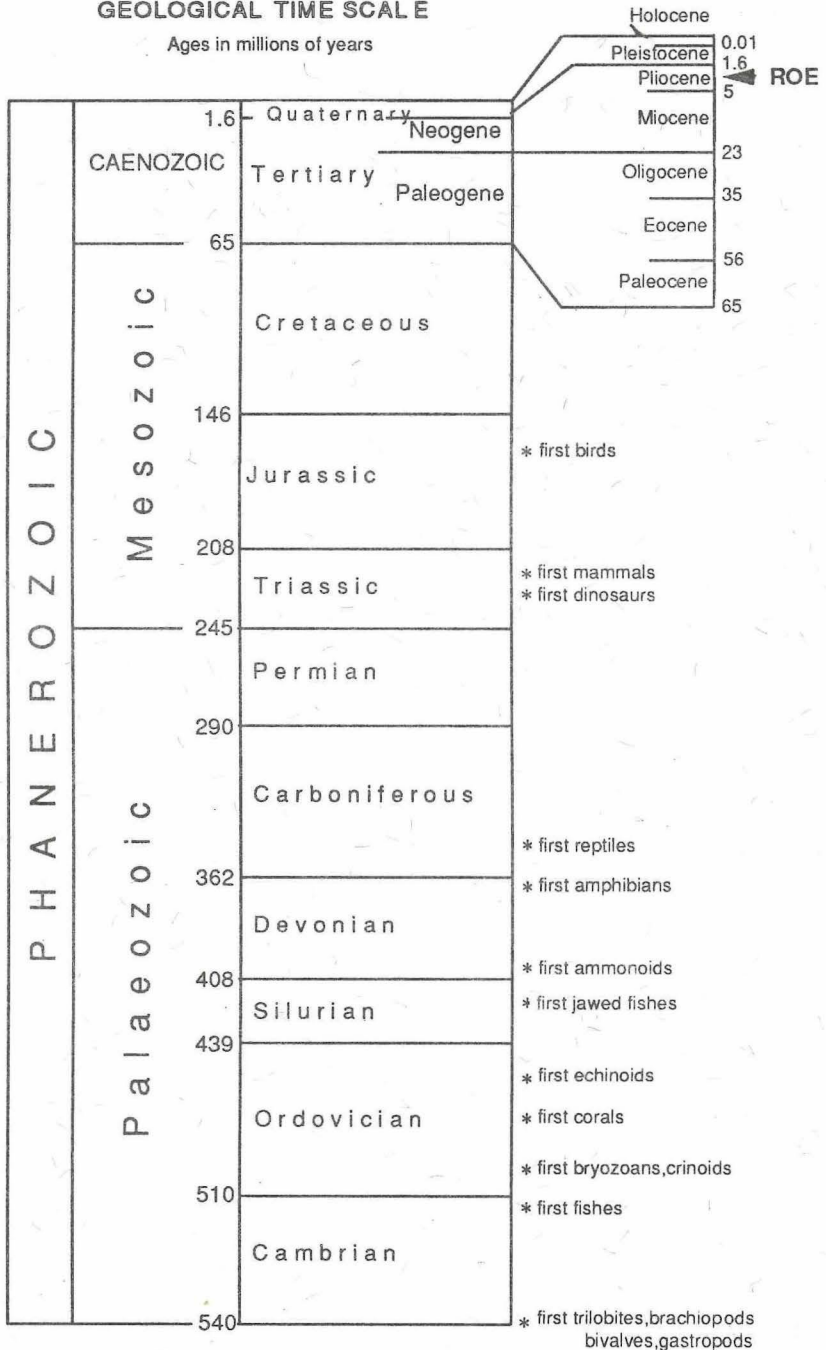 GEOLOGICAL TIME SCALE
Ages in millions of years
Holocene
0.01
Pleistocene
1.6
Pliocene
ROE
5
Miocene
23
Oligocene
35
Eocene
56
Paleocene
65
PHANEROZOIC
CAENOZOIC
1.6
Quaternary
Neogene
Tertiary
Paleogene
65
Mesozoic
Cretaceous
146
Jurassic
* first birds
208
Triassic
* first mammals
* first dinosaurs
245
Palaeozoic
Permian
290
Carboniferous
* first reptiles
362
* first amphibians
Devonian
* first ammonoids
408
* first jawed fishes
Silurian
439
* first echinoids
Ordovician
* first corals
* first bryozoans,crinoids
510
* first fishes
Cambrian
540
* first trilobites,brachiopods
bivalves,gastropods